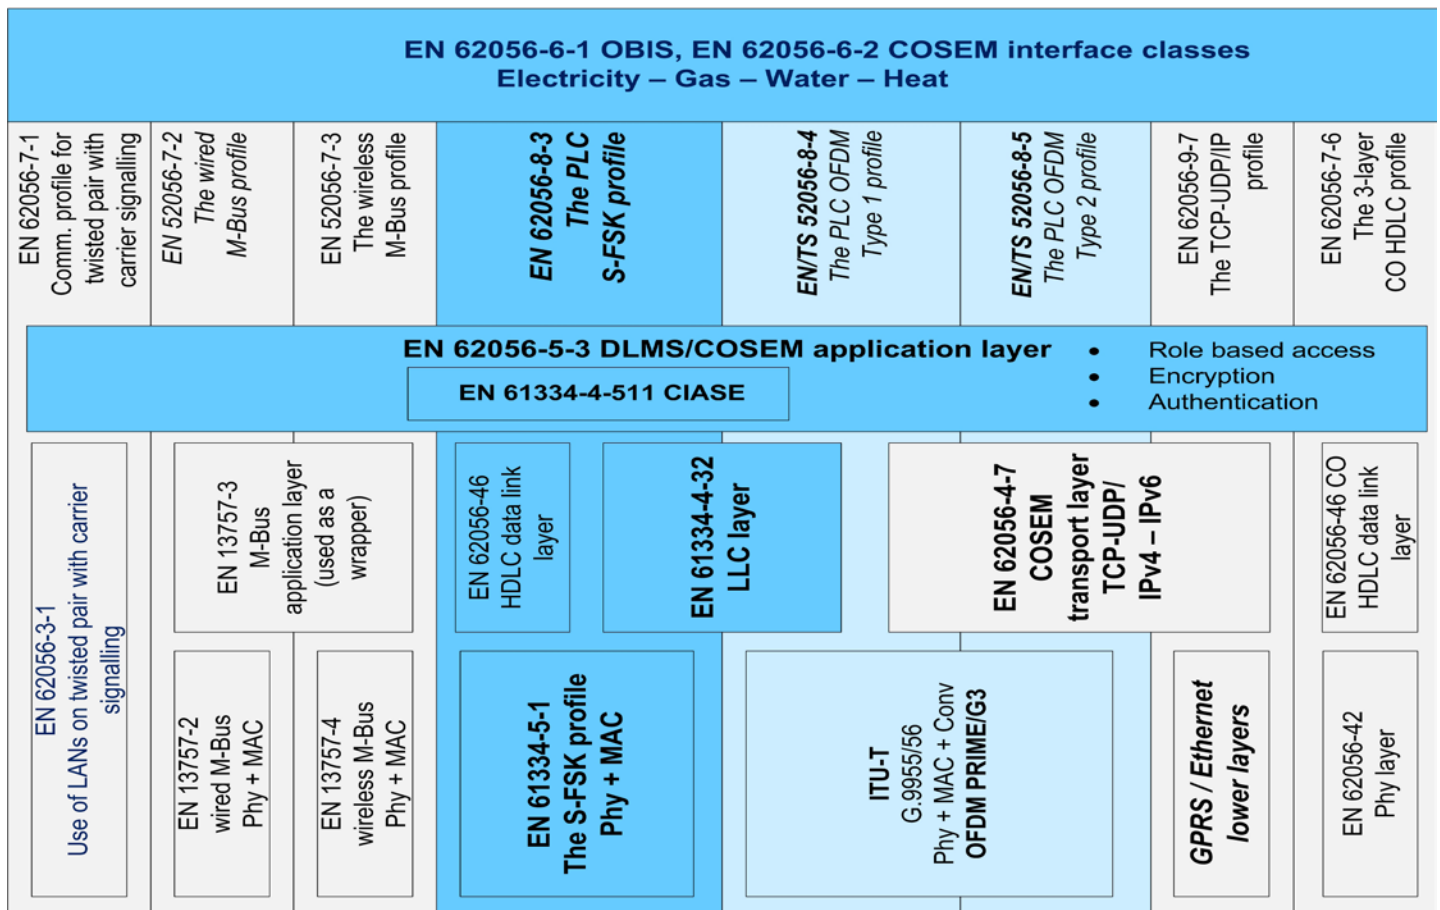 EN 62056-6-1 OBIS, EN 62056-6-2 COSEM interface classes
Electricity – Gas – Water – Heat
EN 62056-7-1
Comm. profile for
twisted pair with
carrier signalling
EN 52056-7-2
The wired
M-Bus profile
EN 52056-7-3
The wireless
M-Bus profile
EN 62056-8-3
The PLC
S-FSK profile
EN/TS 52056-8-4
The PLC OFDM
Type 1 profile
EN/TS 52056-8-5
The PLC OFDM
Type 2 profile
EN 62056-9-7
The TCP-UDP/IP
profile
EN 62056-7-6
The 3-layer
CO HDLC profile
EN 62056-5-3 DLMS/COSEM application layer
EN 61334-4-511 CIASE
• Role based access
• Encryption
• Authentication
EN 62056-3-1
Use of LANs on twisted pair with carrier
signalling
EN 13757-3
M-Bus
application layer
(used as a
wrapper)
EN 62056-46
HDLC data link
layer
EN 61334-4-32
LLC layer
EN 62056-4-7
COSEM
transport layer
TCP-UDP/
IPv4 – IPv6
EN 62056-46 CO
HDLC data link
layer
EN 13757-2
wired M-Bus
Phy + MAC
EN 13757-4
wireless M-Bus
Phy + MAC
EN 61334-5-1
The S-FSK profile
Phy + MAC
ITU-T
G.9955/56
Phy + MAC + Conv
OFDM PRIME/G3
GPRS / Ethernet
lower layers
EN 62056-42
Phy layer